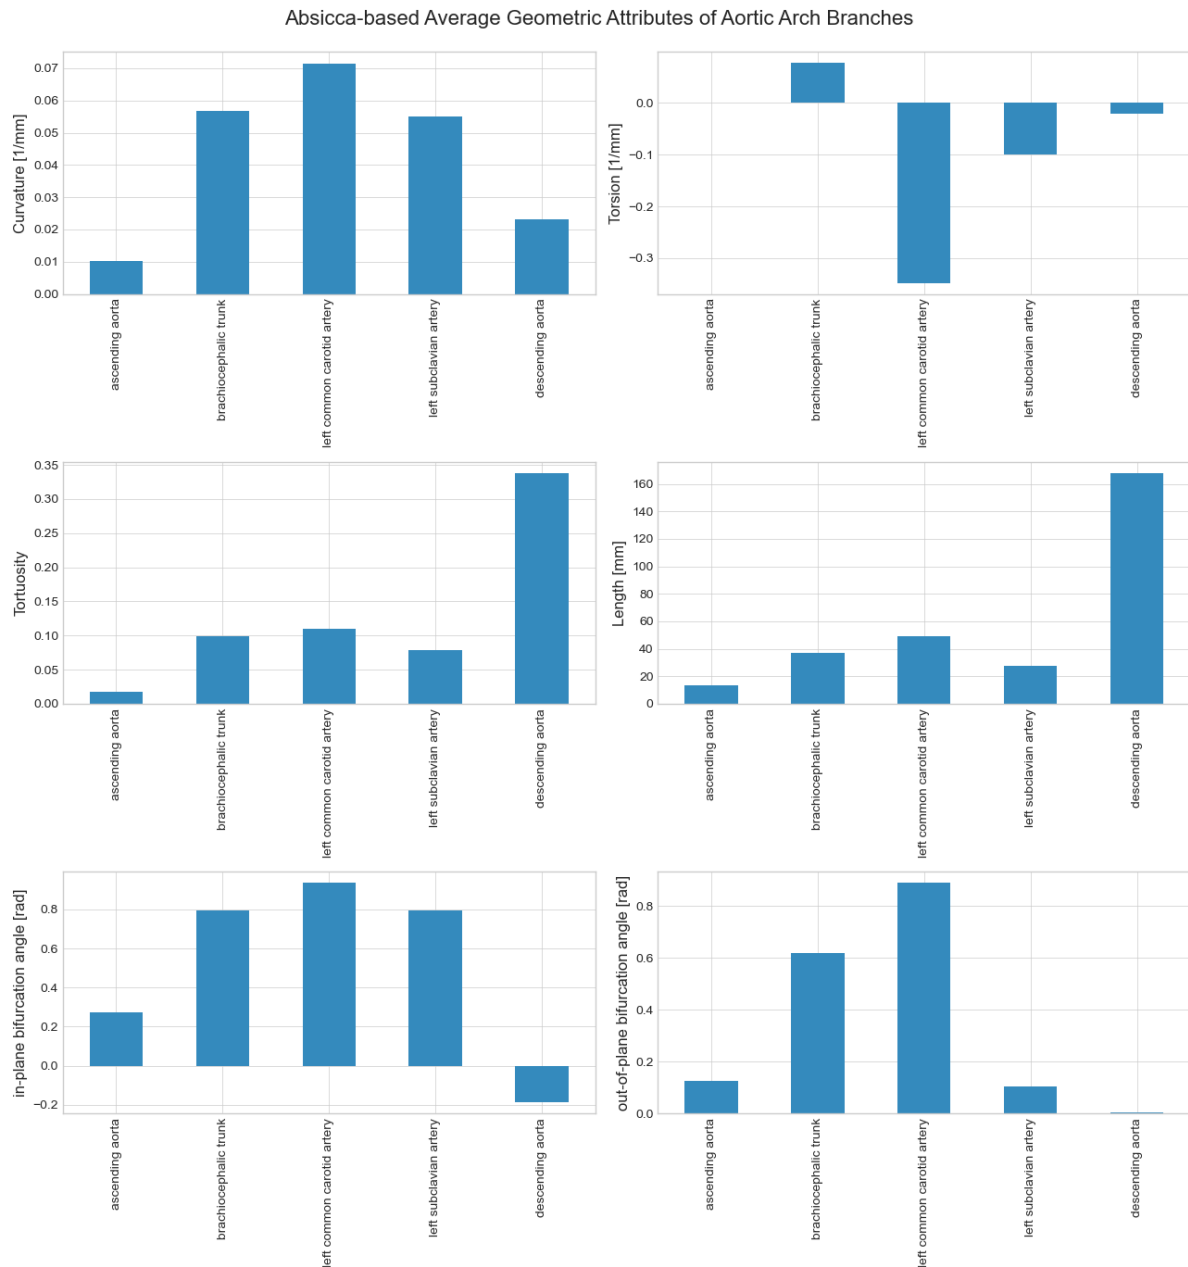 Absicca-based Average Geometric Attributes of Aortic Arch Branches
Curvature [1/mm]
0.07
0.06
0.05
0.04
0.03
0.02
0.01
0.00
ascending aorta
brachiocephalic trunk
left common carotid artery
left subclavian artery
descending aorta
Torsion [1/mm]
0.0
−0.1
−0.2
−0.3
ascending aorta
brachiocephalic trunk
left common carotid artery
left subclavian artery
descending aorta
Tortuosity
0.35
0.30
0.25
0.20
0.15
0.10
0.05
0.00
ascending aorta
brachiocephalic trunk
left common carotid artery
left subclavian artery
descending aorta
Length [mm]
160
140
120
100
80
60
40
20
0
ascending aorta
brachiocephalic trunk
left common carotid artery
left subclavian artery
descending aorta
in-plane bifurcation angle [rad]
0.8
0.6
0.4
0.2
0.0
−0.2
ascending aorta
brachiocephalic trunk
left common carotid artery
left subclavian artery
descending aorta
out-of-plane bifurcation angle [rad]
0.8
0.6
0.4
0.2
0.0
ascending aorta
brachiocephalic trunk
left common carotid artery
left subclavian artery
descending aorta